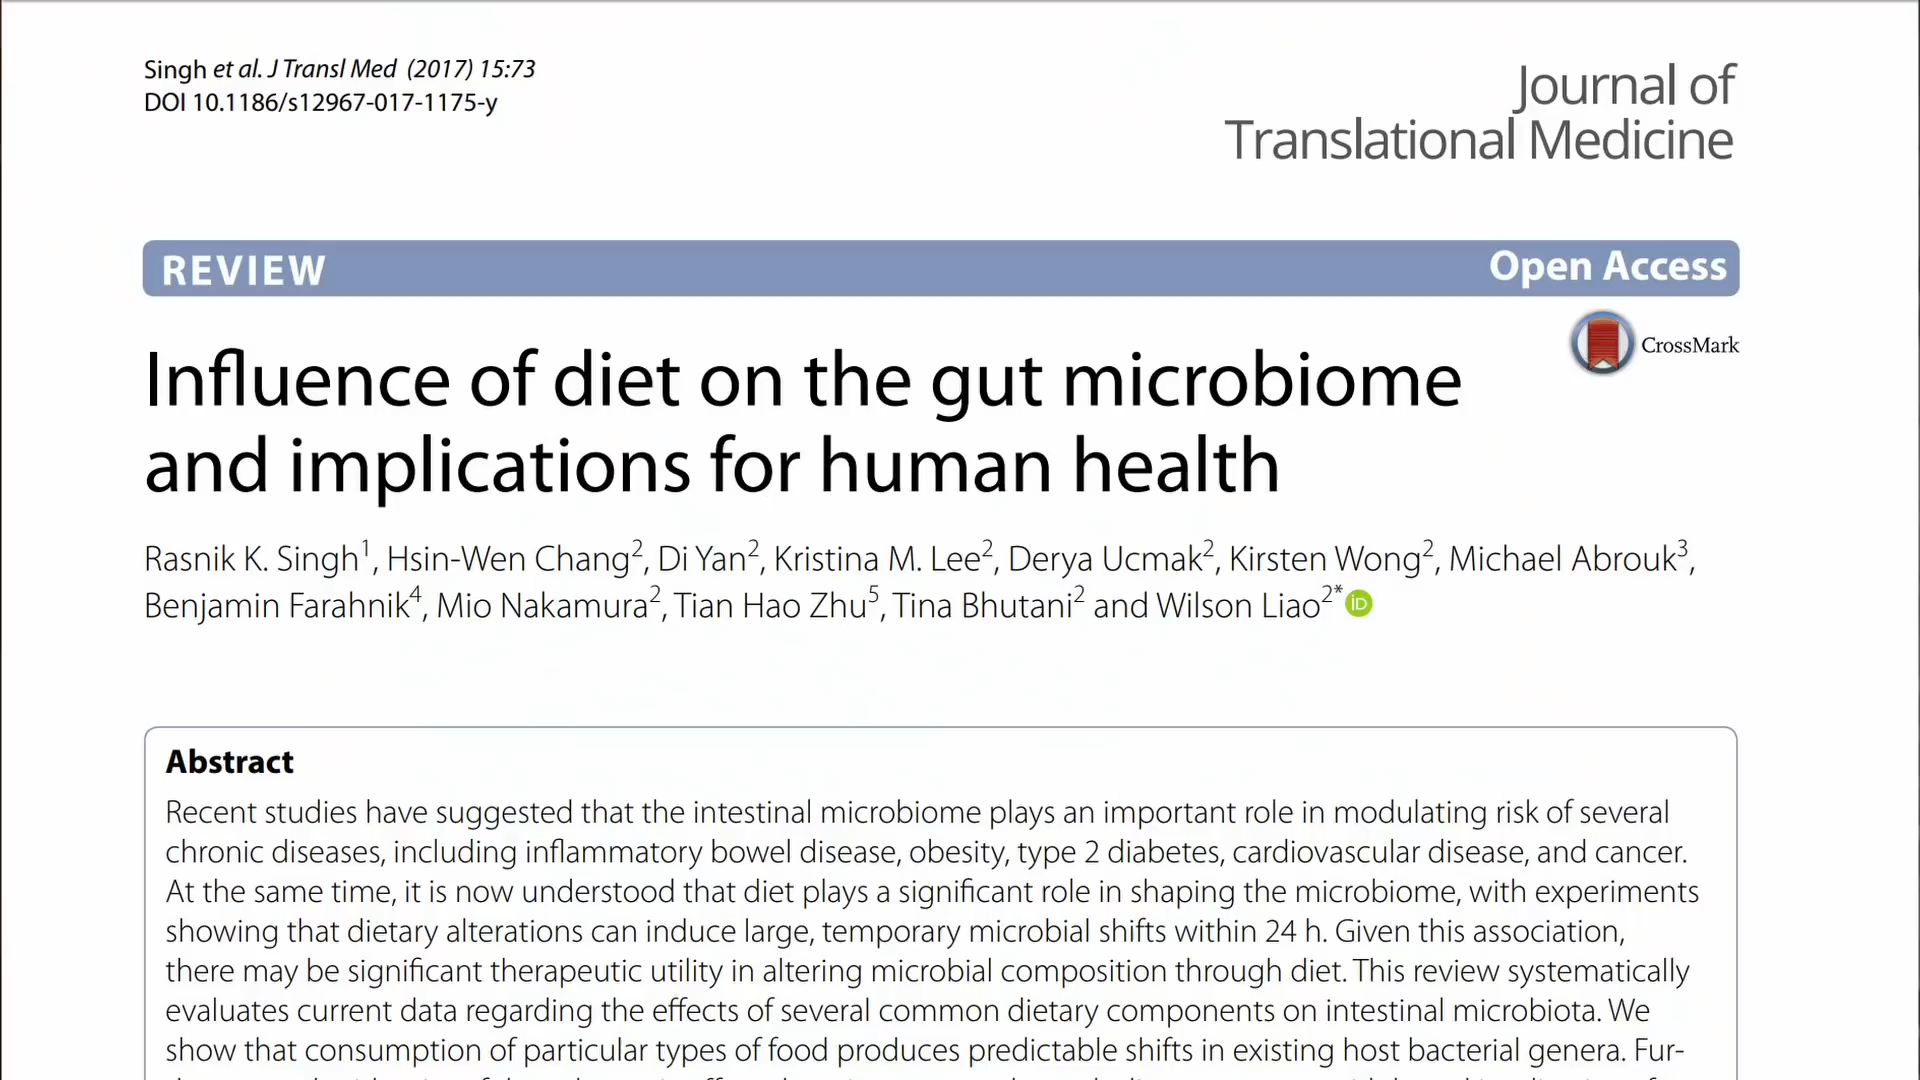 Singh et al. J Transl Med (2017) 15:73
DOI 10.1186/s12967-017-1175-y
Journal of
Translational Medicine
REVIEW
Open Access
CrossMark
Influence of diet on the gut microbiome
and implications for human health
Rasnik K. Singh1, Hsin-Wen Chang2, Di Yan2, Kristina M. Lee2, Derya Ucmak2, Kirsten Wong2, Michael Abrouk3,
Benjamin Farahnik4, Mio Nakamura2, Tian Hao Zhu5, Tina Bhutani2 and Wilson Liao2* iD
Abstract
Recent studies have suggested that the intestinal microbiome plays an important role in modulating risk of several
chronic diseases, including inflammatory bowel disease, obesity, type 2 diabetes, cardiovascular disease, and cancer.
At the same time, it is now understood that diet plays a significant role in shaping the microbiome, with experiments
showing that dietary alterations can induce large, temporary microbial shifts within 24 h. Given this association,
there may be significant therapeutic utility in altering microbial composition through diet. This review systematically
evaluates current data regarding the effects of several common dietary components on intestinal microbiota. We
show that consumption of particular types of food produces predictable shifts in existing host bacterial genera. Fur-